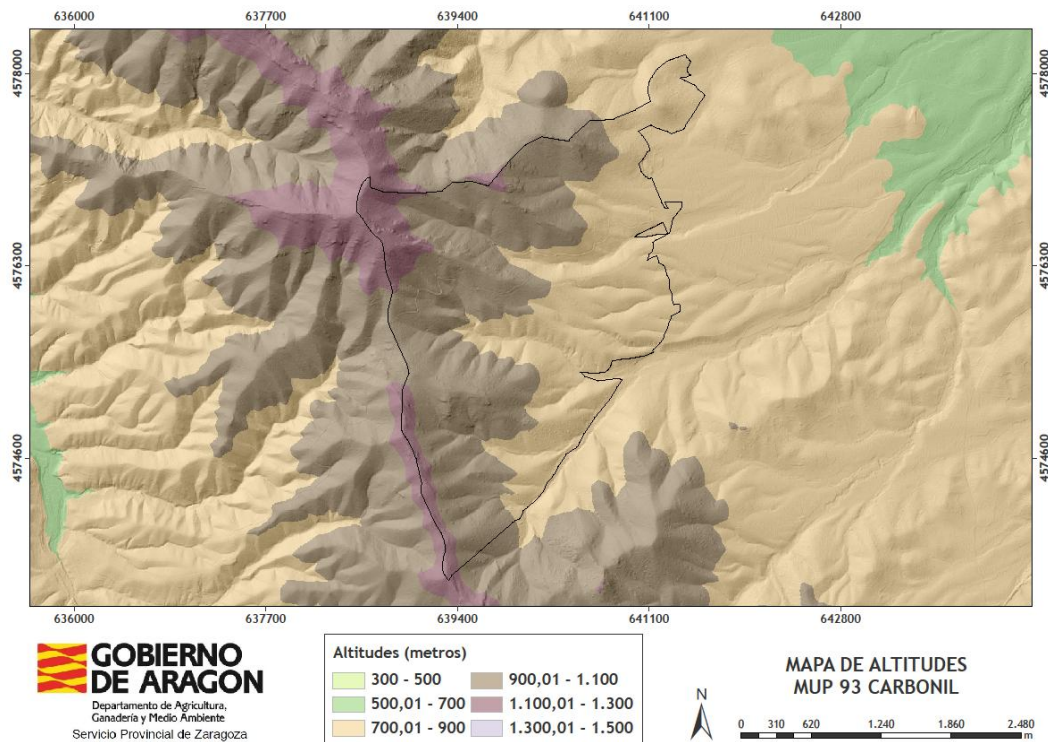 636000 637700 639400 641100 642800
4578000 4578000
4576300 4576300
4574600 4574600
636000 637700 639400 641100 642800
GOBIERNO
DE ARAGON
Departamento de Agricultura,
Ganadería y Medio Ambiente
Servicio Provincial de Zaragoza
Altitudes (metros)
300 - 500
500,01 - 700
700,01 - 900
900,01 - 1.100
1.100,01 - 1.300
1.300,01 - 1.500
N
MAPA DE ALTITUDES
MUP 93 CARBONIL
0 310 620 1.240 1.860 2.480
m